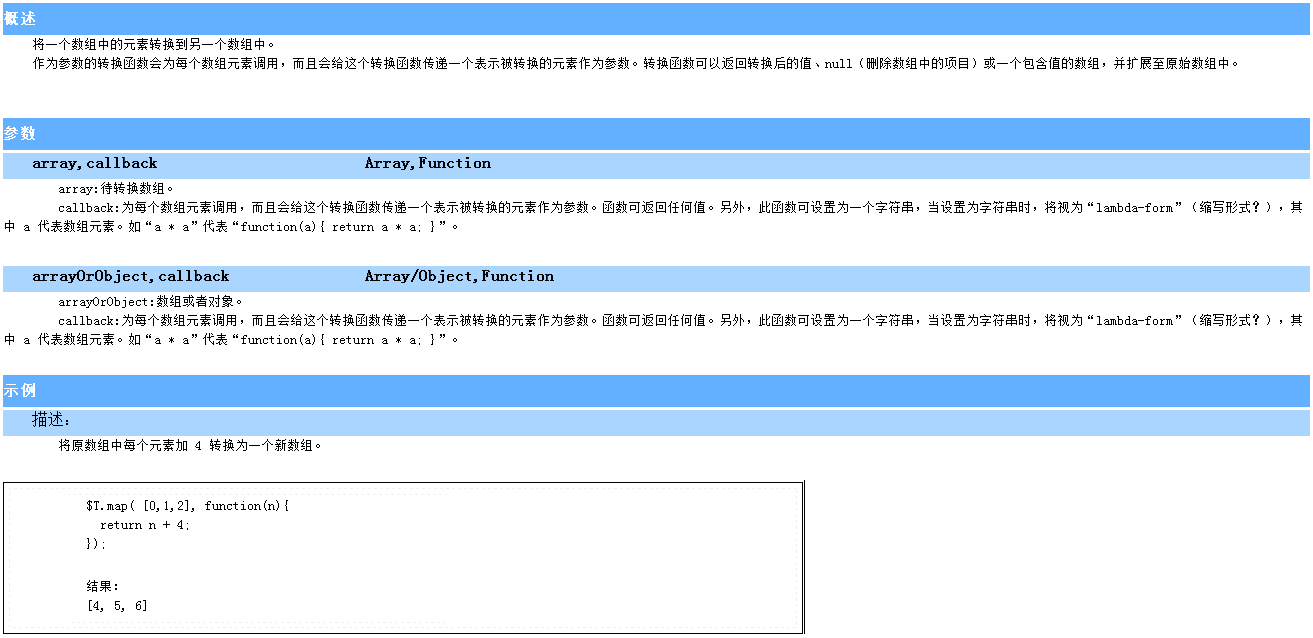 概述
将一个数组中的元素转换到另一个数组中。
作为参数的转换函数会为每个数组元素调用，而且会给这个转换函数传递一个表示被转换的元素作为参数。转换函数可以返回转换后的值、null（删除数组中的项目）或一个包含值的数组，并扩展至原始数组中。
参数
array,callback Array,Function
array:待转换数组。
callback:为每个数组元素调用，而且会给这个转换函数传递一个表示被转换的元素作为参数。函数可返回任何值。另外，此函数可设置为一个字符串，当设置为字符串时，将视为“lambda-form”（缩写形式？），其
中 a 代表数组元素。如“a * a”代表“function(a){ return a * a; }”。
arrayOrObject,callback Array/Object,Function
arrayOrObject:数组或者对象。
callback:为每个数组元素调用，而且会给这个转换函数传递一个表示被转换的元素作为参数。函数可返回任何值。另外，此函数可设置为一个字符串，当设置为字符串时，将视为“lambda-form”（缩写形式？），其
中 a 代表数组元素。如“a * a”代表“function(a){ return a * a; }”。
示例
描述：
将原数组中每个元素加 4 转换为一个新数组。
$T.map( [0,1,2], function(n){
return n + 4;
});
结果：
[4, 5, 6]